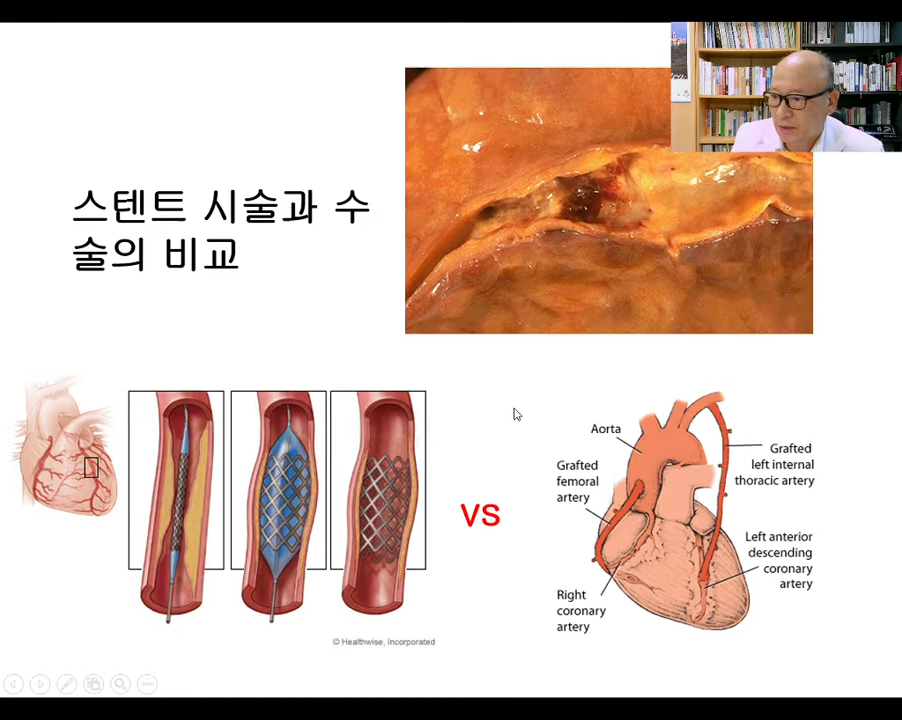 스텐트 시술과 수
술의 비교
© Healthwise, Incorporated
VS
Aorta
Grafted
femoral
artery
Right
coronary
artery
Grafted
left internal
thoracic artery
Left anterior
descending
coronary
artery